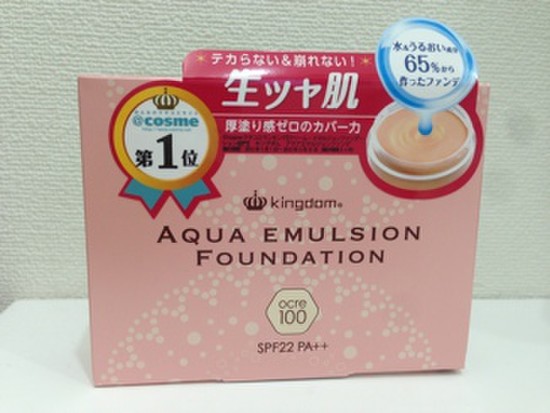 テカらない&崩れない!
生ツヤ肌
厚塗り感ゼロのカバー力
水&うるおい成分
65%から
作ったファンデ
@cosme
第1位
kingdom®
AQUA EMULSION
FOUNDATION
ocre
100
SPF22 PA++